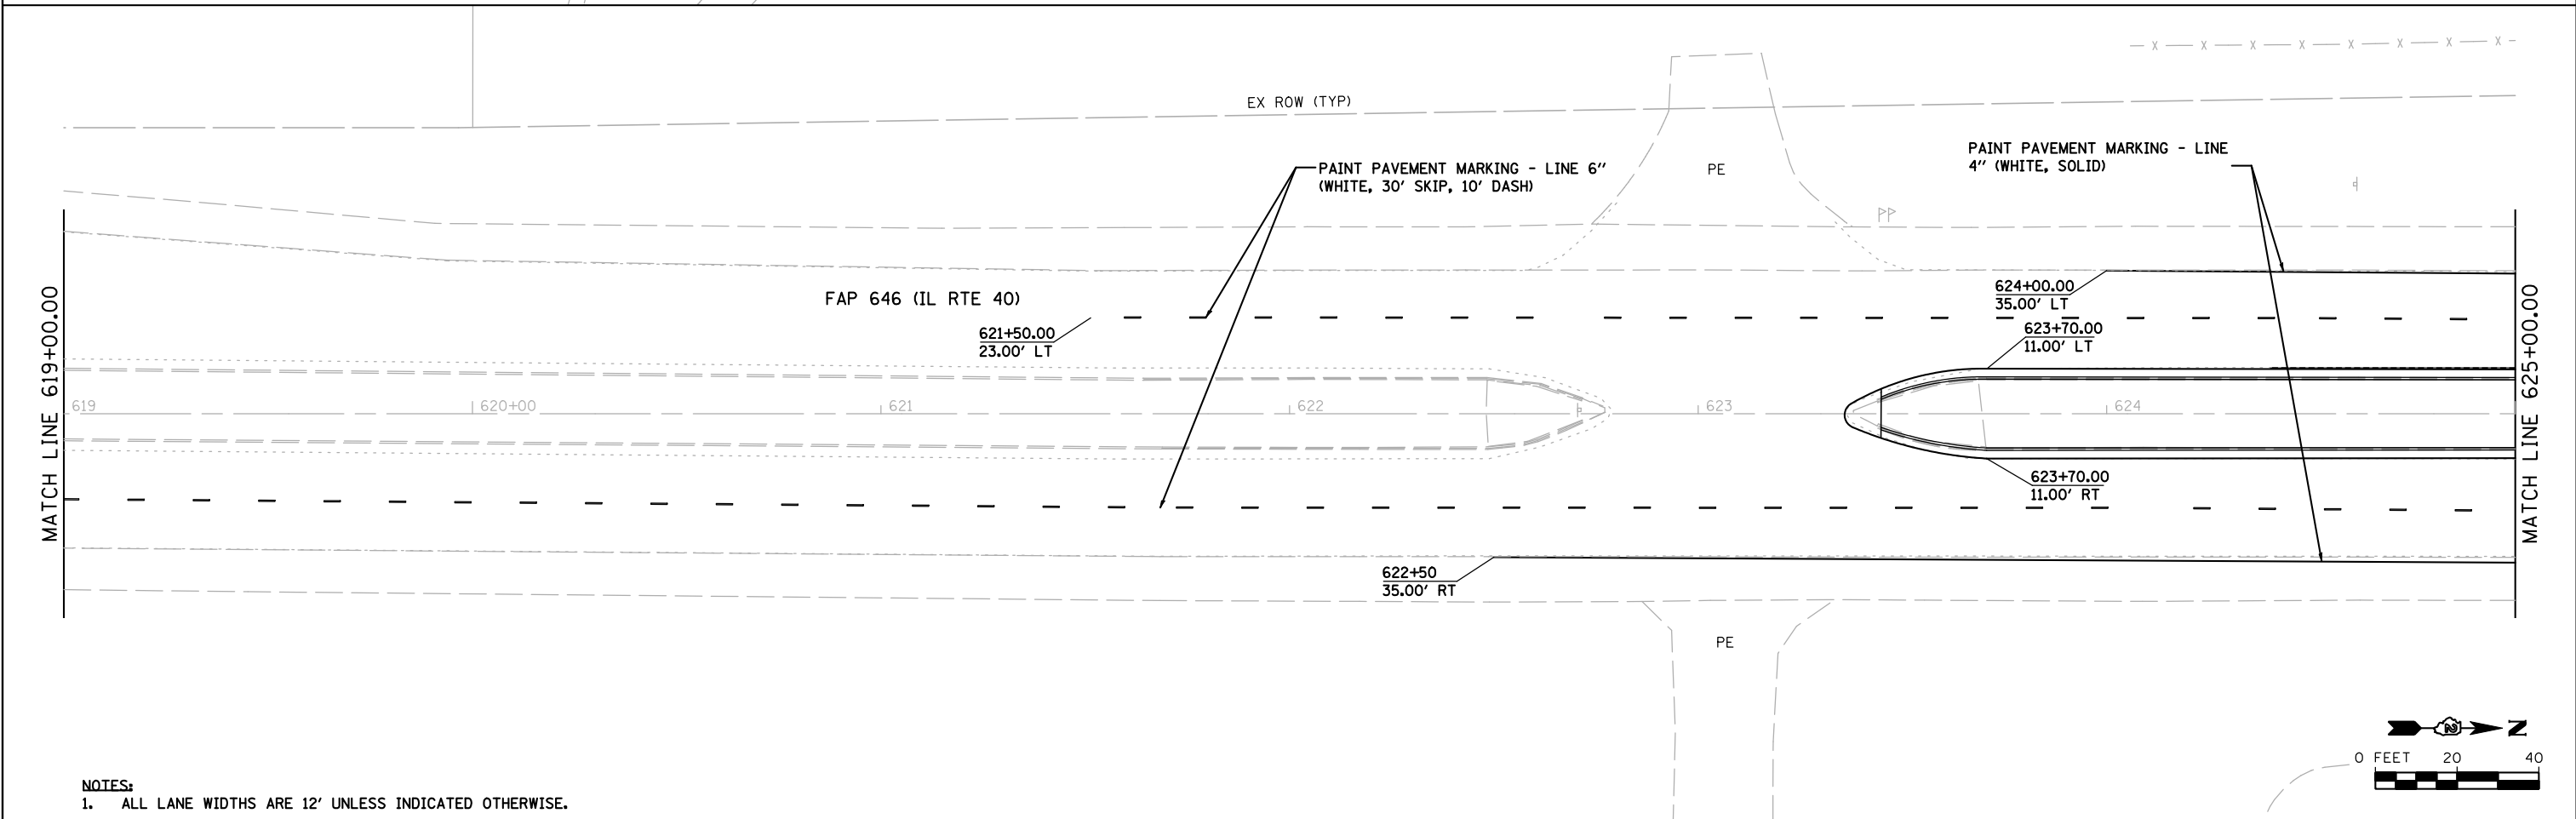 EX ROW (TYP)
PAINT PAVEMENT MARKING - LINE 6"
(WHITE, 30' SKIP, 10' DASH)
PE
PAINT PAVEMENT MARKING - LINE
4" (WHITE, SOLID)
PP
MATCH LINE 619+00.00
FAP 646 (IL RTE 40)
621+50.00
23.00' LT
624+00.00
35.00' LT
623+70.00
11.00' LT
MATCH LINE 625+00.00
619
620+00
621
622
623
624
623+70.00
11.00' RT
622+50
35.00' RT
PE
N
0 FEET 20 40
NOTES:
1. ALL LANE WIDTHS ARE 12' UNLESS INDICATED OTHERWISE.